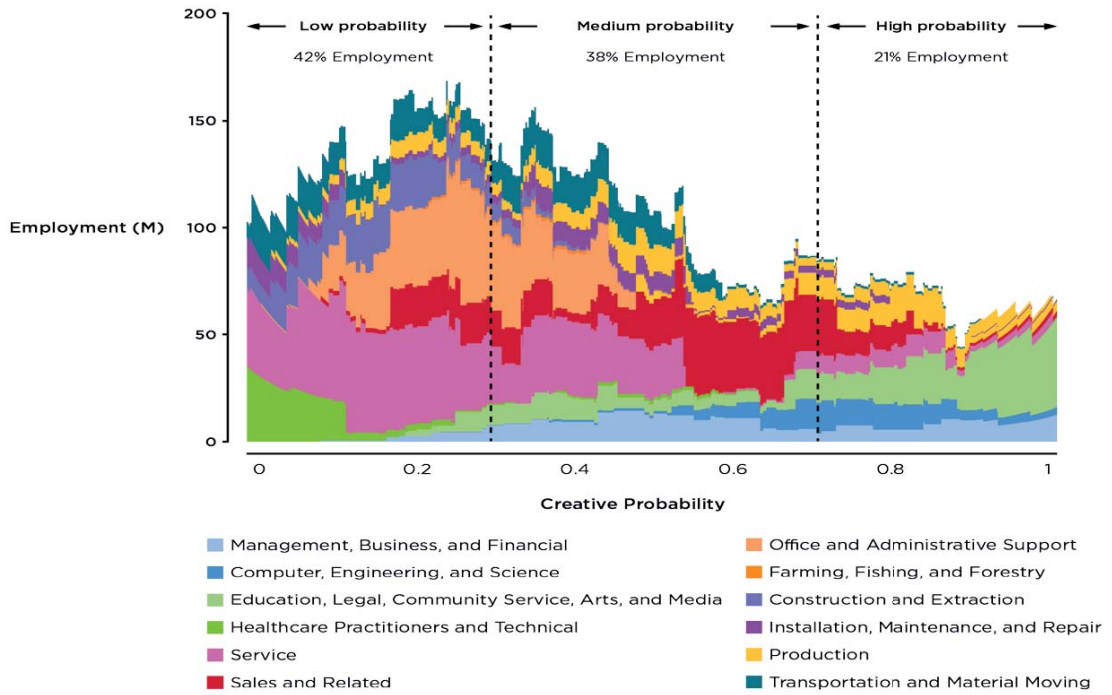 200
150
100
50
0
Employment (M)
Low probability
42% Employment
Medium probability
38% Employment
High probability
21% Employment
0 0.2 0.4 0.6 0.8 1
Creative Probability
Management, Business, and Financial
Computer, Engineering, and Science
Education, Legal, Community Service, Arts, and Media
Healthcare Practitioners and Technical
Service
Sales and Related
Office and Administrative Support
Farming, Fishing, and Forestry
Construction and Extraction
Installation, Maintenance, and Repair
Production
Transportation and Material Moving